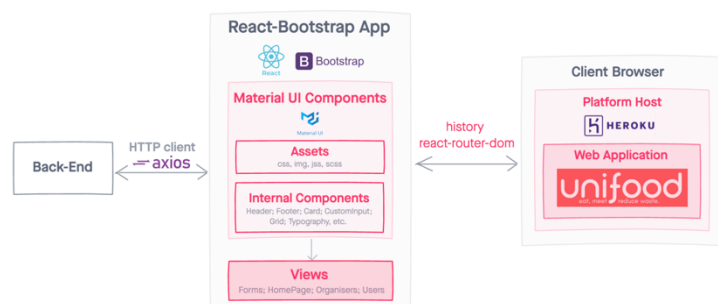 React-Bootstrap App
React
B Bootstrap
Material UI Components
Material UI
Assets
css, img, jss, scss
Internal Components
Header; Footer; Card; CustomInput;
Grid; Typography, etc.
Views
Forms; HomePage; Organisers; Users
Back-End
HTTP client
axios
history
react-router-dom
Client Browser
Platform Host
HEROKU
Web Application
unifood
eat, meet, reduce waste.